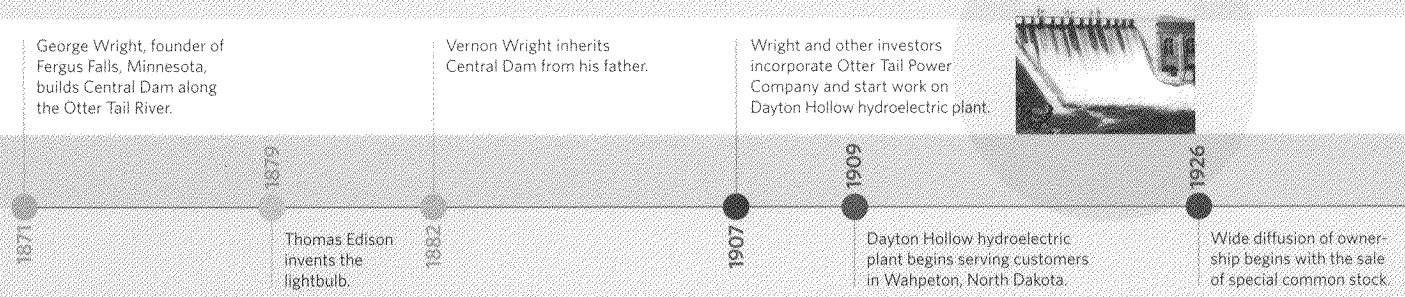 George Wright, founder of
Fergus Falls, Minnesota,
builds Central Dam along
the Otter Tail River.
Vernon Wright inherits
Central Dam from his father.
Wright and other investors
incorporate Otter Tail Power
Company and start work on
Dayton Hollow hydroelectric plant.
1871
1879
1882
1907
1909
1926
Thomas Edison
invents the
lightbulb.
Dayton Hollow hydroelectric
plant begins serving customers
in Wahpeton, North Dakota.
Wide diffusion of owner-
ship begins with the sale
of special common stock.